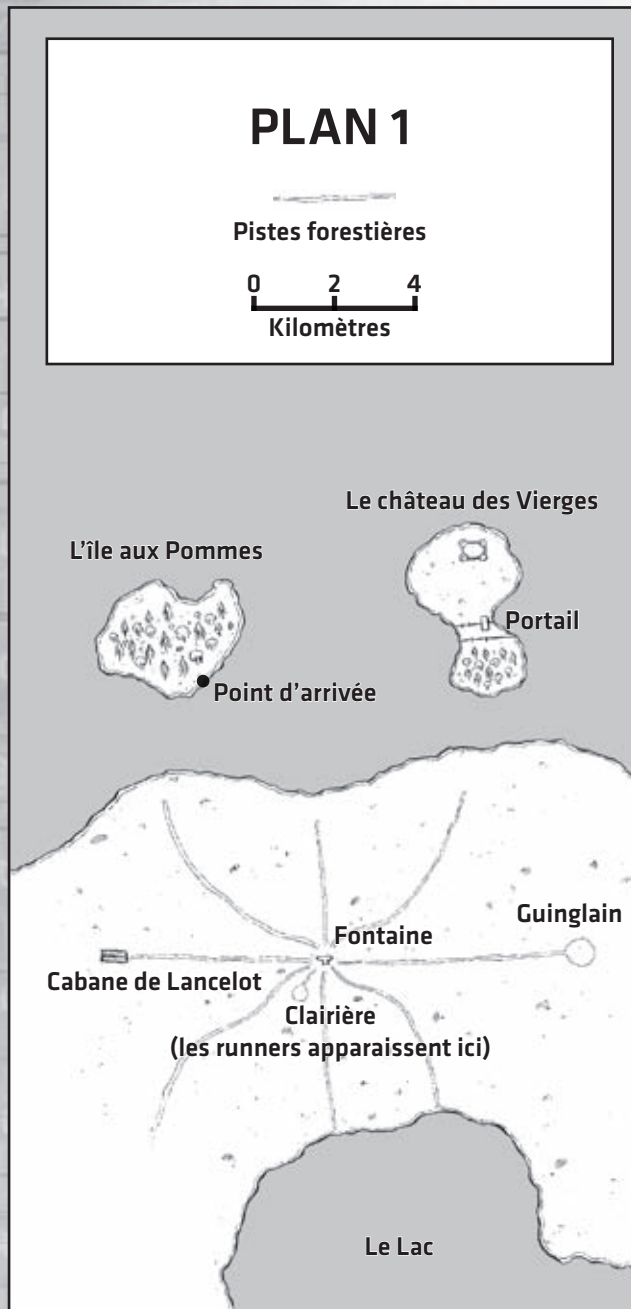 PLAN 1
Pistes forestières
0 2 4
Kilomètres
Le château des Vierges
L'île aux Pommes
Portail
Point d'arrivée
Guinglain
Fontaine
Cabane de Lancelot
Clairière
(les runners apparaissent ici)
Le Lac